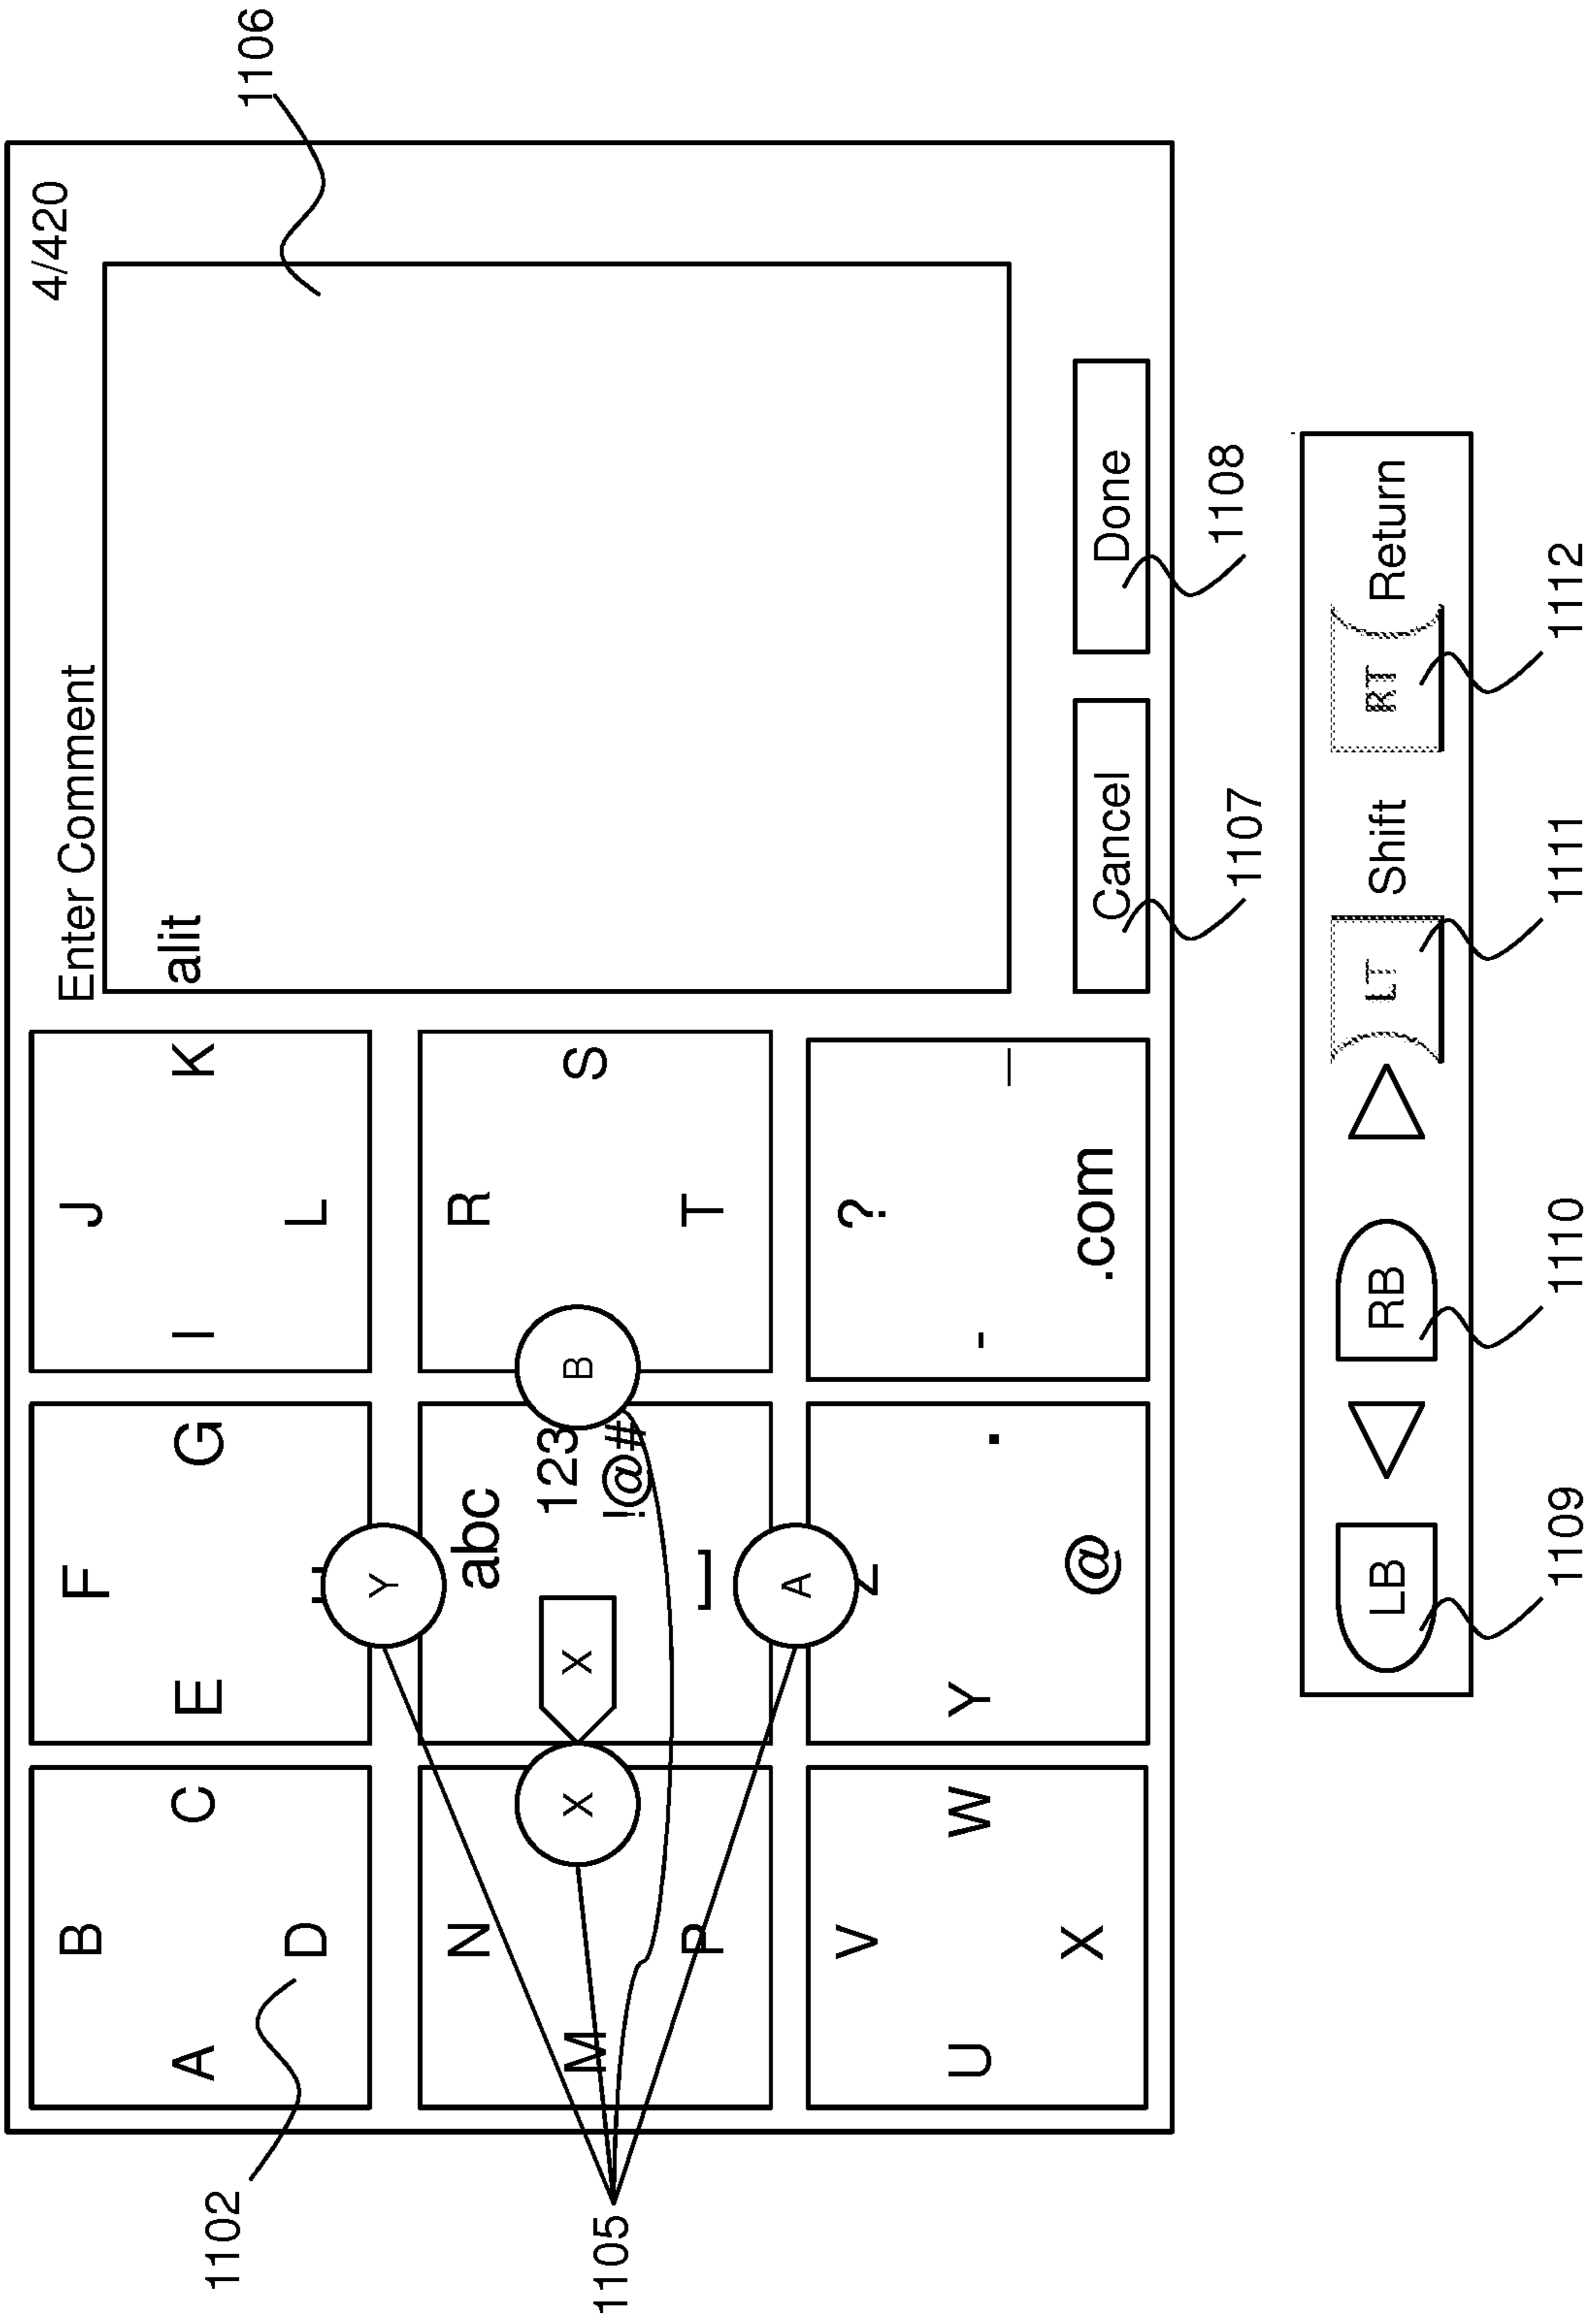 4/420
Enter Comment
B F J
A C E G I K
alit
1106
1102
D L
Y
N abc R
123
M X X B S
1105
!@#
P ] T
A
V ?
U W Y . - _
X @ .com
Cancel Done
1107 1108
LB RB LT Shift RT Return
1109 1110 1111 1112